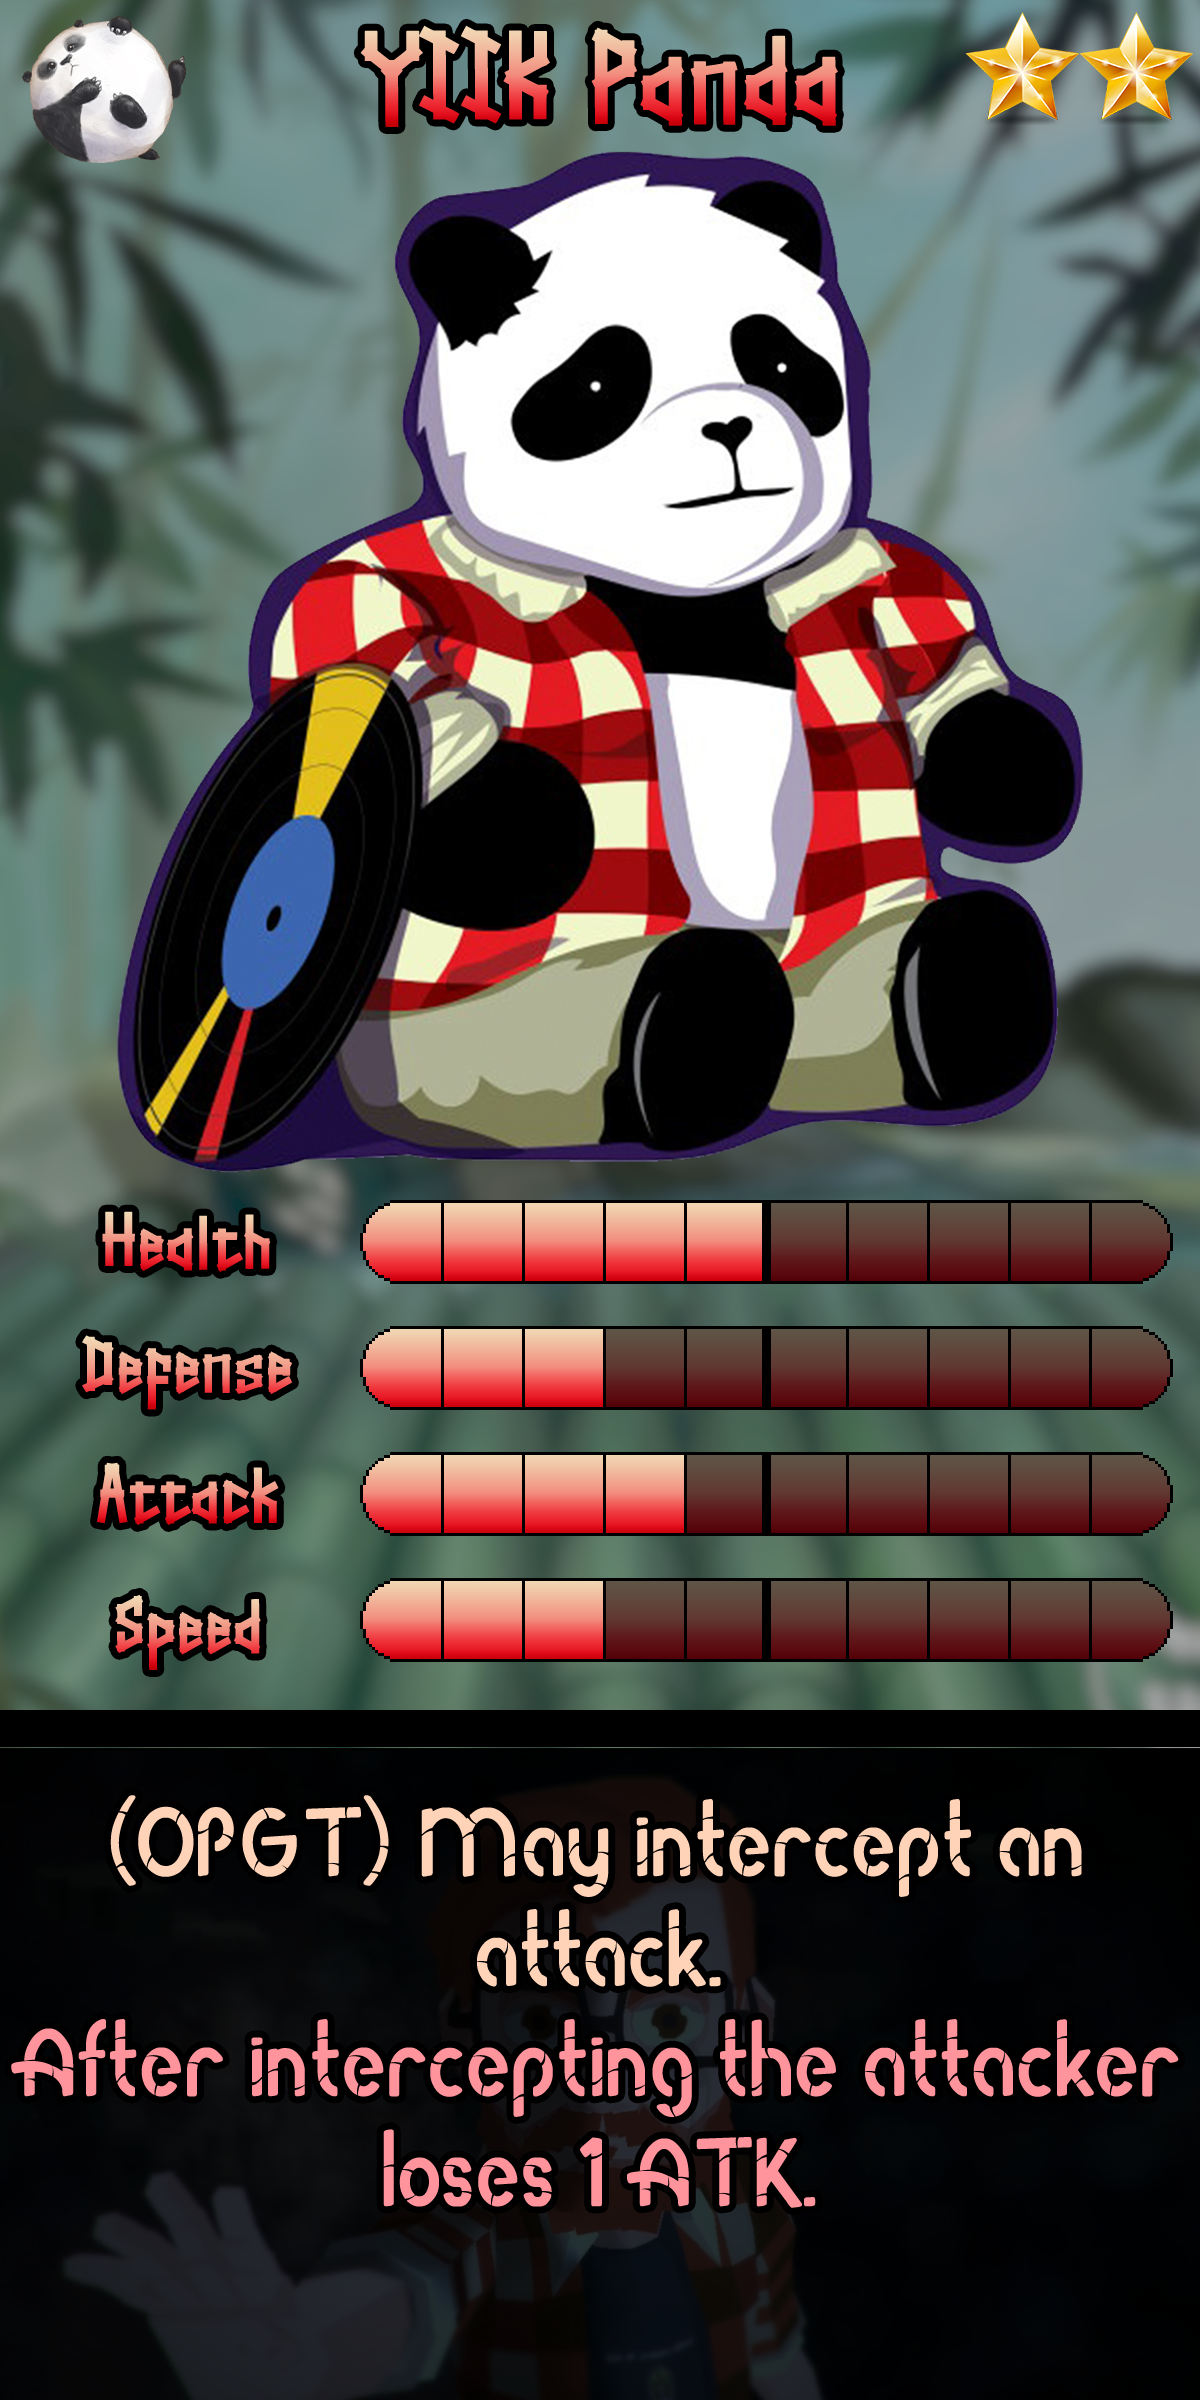 YIIK Panda
Health
Defense
Attack
Speed
(OPGT) May intercept an
attack.
After intercepting the attacker
loses 1 ATK.